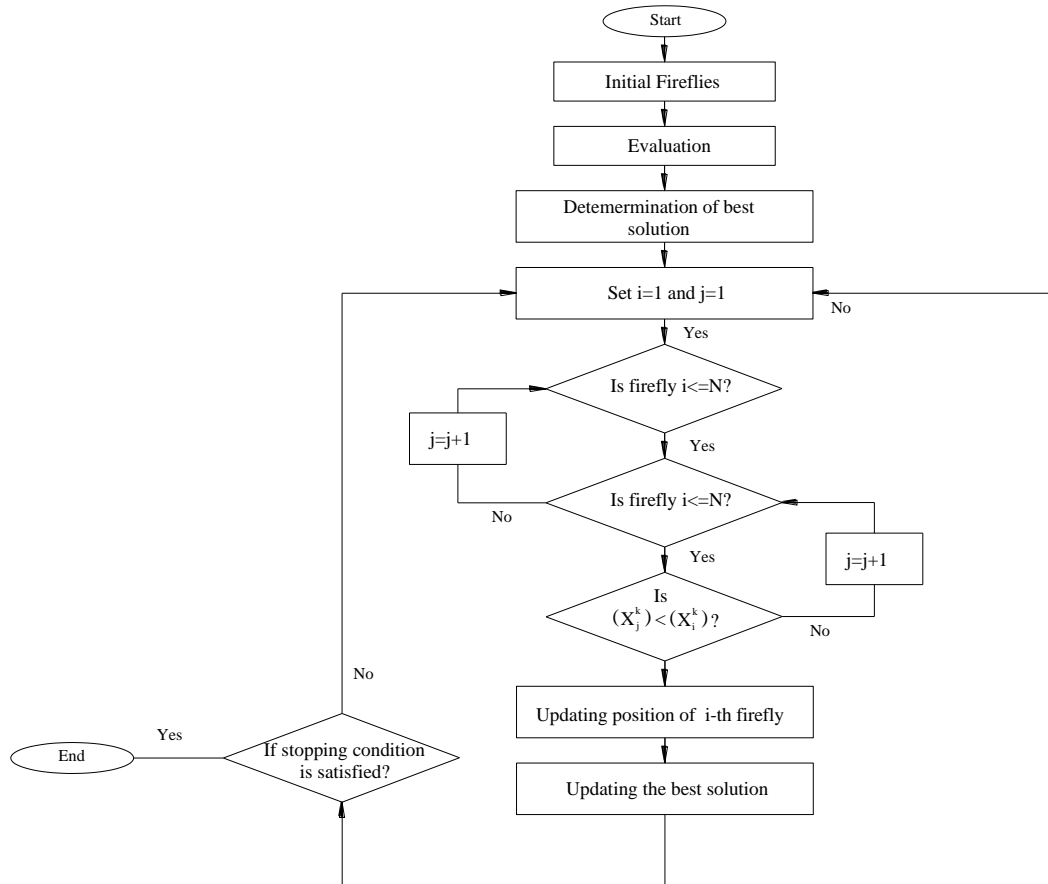 Start
Initial Fireflies
Evaluation
Detemermination of best
solution
Set i=1 and j=1
No
Yes
Is firefly i<=N?
j=j+1
Yes
Is firefly i<=N?
No
Yes
j=j+1
Is
(X_j^k)<(X_i^k)?
No
No
Updating position of i-th firefly
Yes
End
If stopping condition
is satisfied?
Updating the best solution